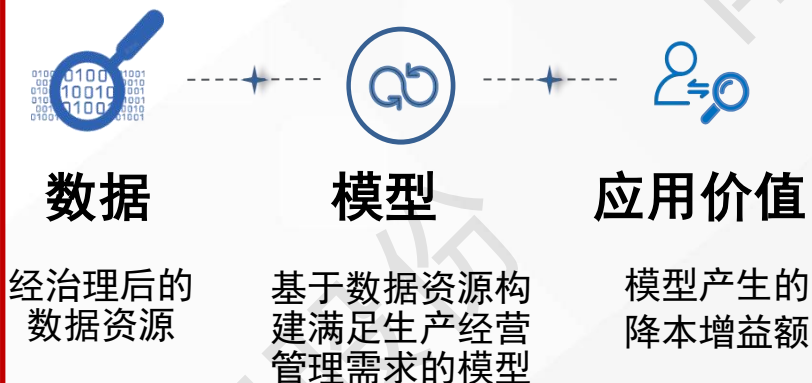 数据
经治理后的
数据资源
模型
基于数据资源构
建满足生产经营
管理需求的模型
应用价值
模型产生的
降本增益额